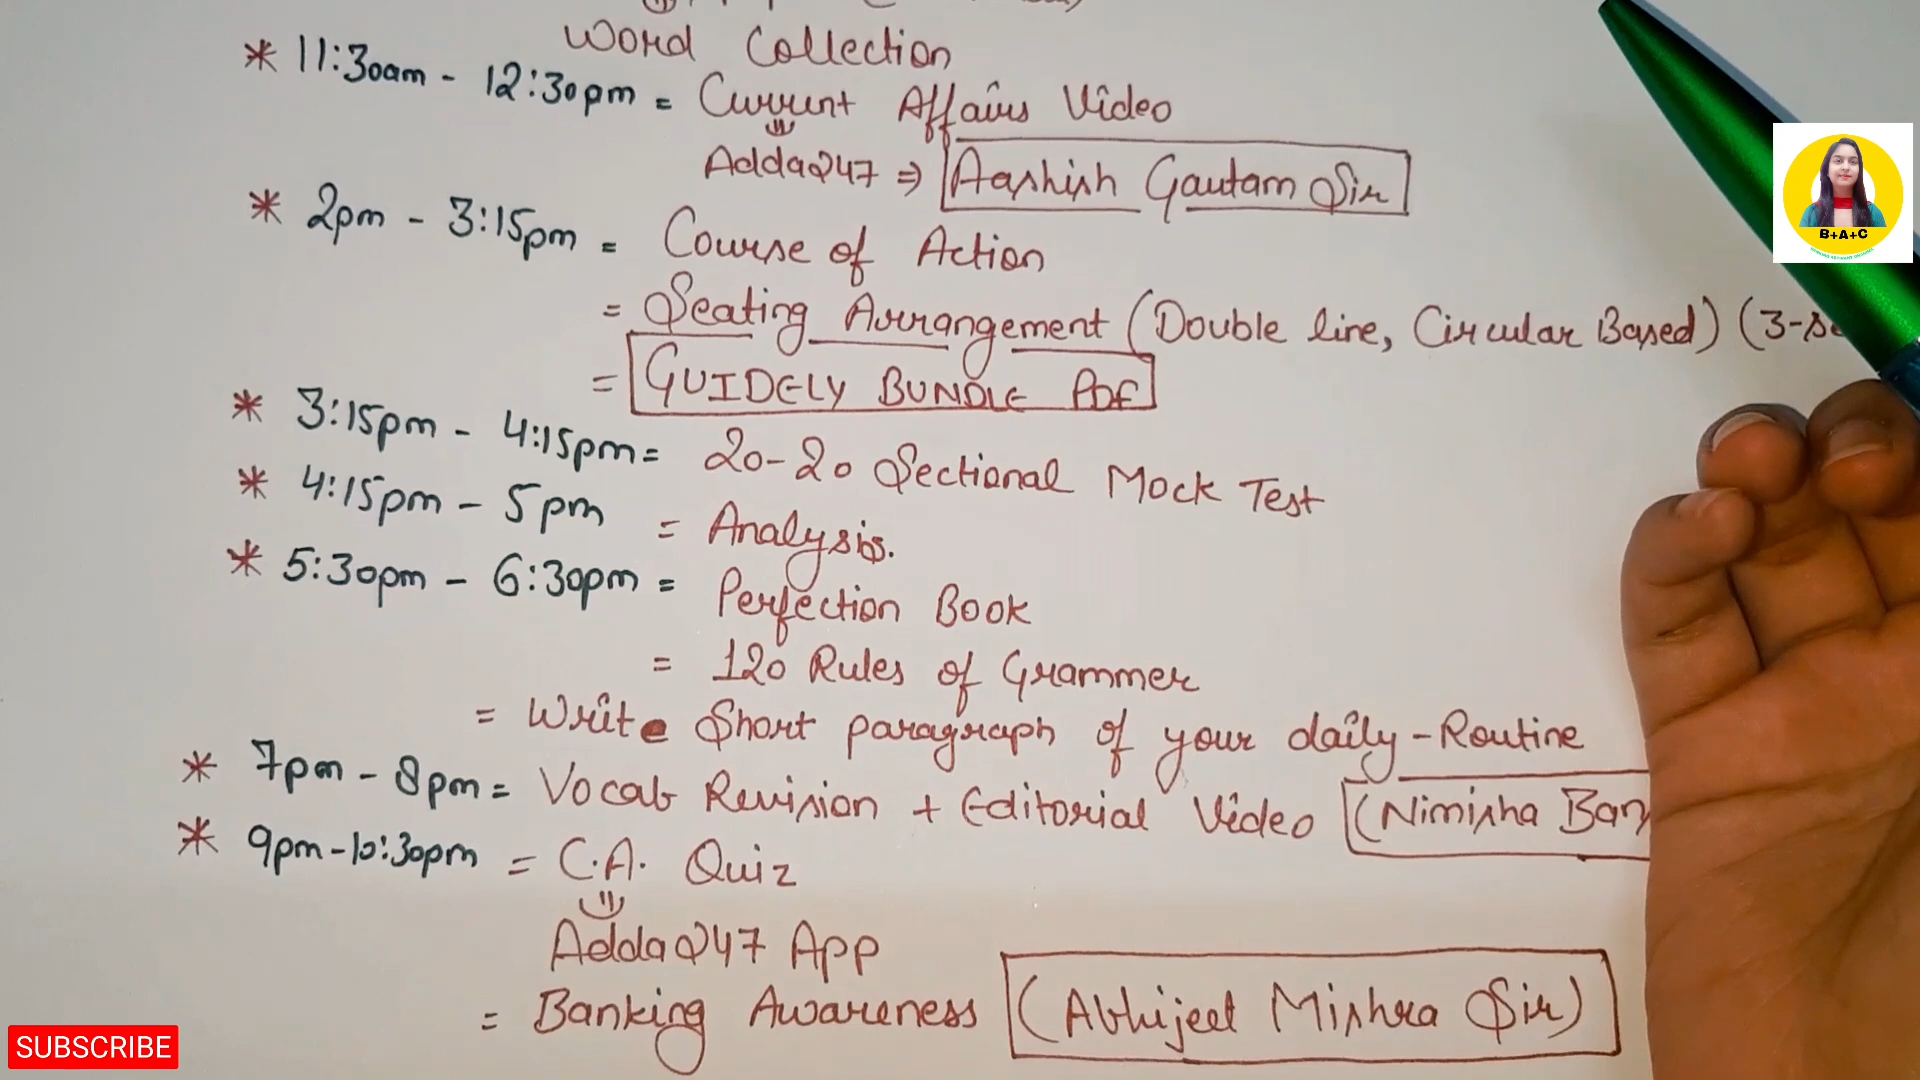 Word Collection
* 11:30am - 12:30pm = Current Affairs Video
Adda247 ⇒ Aashish Gautam Sir
* 2pm - 3:15pm = Course of Action
= Seating Arrangement (Double line, Circular Based) (3-se
= GUIDELY BUNDLE PDF
* 3:15pm - 4:15pm = 20-20 Sectional Mock Test
* 4:15pm - 5pm = Analysis.
* 5:30pm - 6:30pm = Perfection Book
= 120 Rules of Grammer
= Write Short paragraph of your daily-Routine
* 7pm - 8pm = Vocab Revision + Editorial Video (Nimisha Ban
* 9pm-10:30pm = C.A. Quiz
Adda247 App
= Banking Awareness (Abhijeet Mishra Sir)
B+A+C
SUBSCRIBE